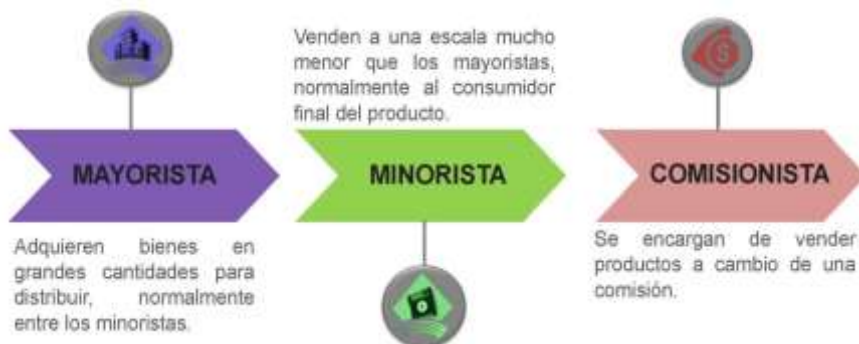 MAYORISTA
Adquieren bienes en
grandes cantidades para
distribuir, normalmente
entre los minoristas.
Venden a una escala mucho
menor que los mayoristas,
normalmente al consumidor
final del producto.
MINORISTA
COMISIONISTA
Se encargan de vender
productos a cambio de una
comisión.